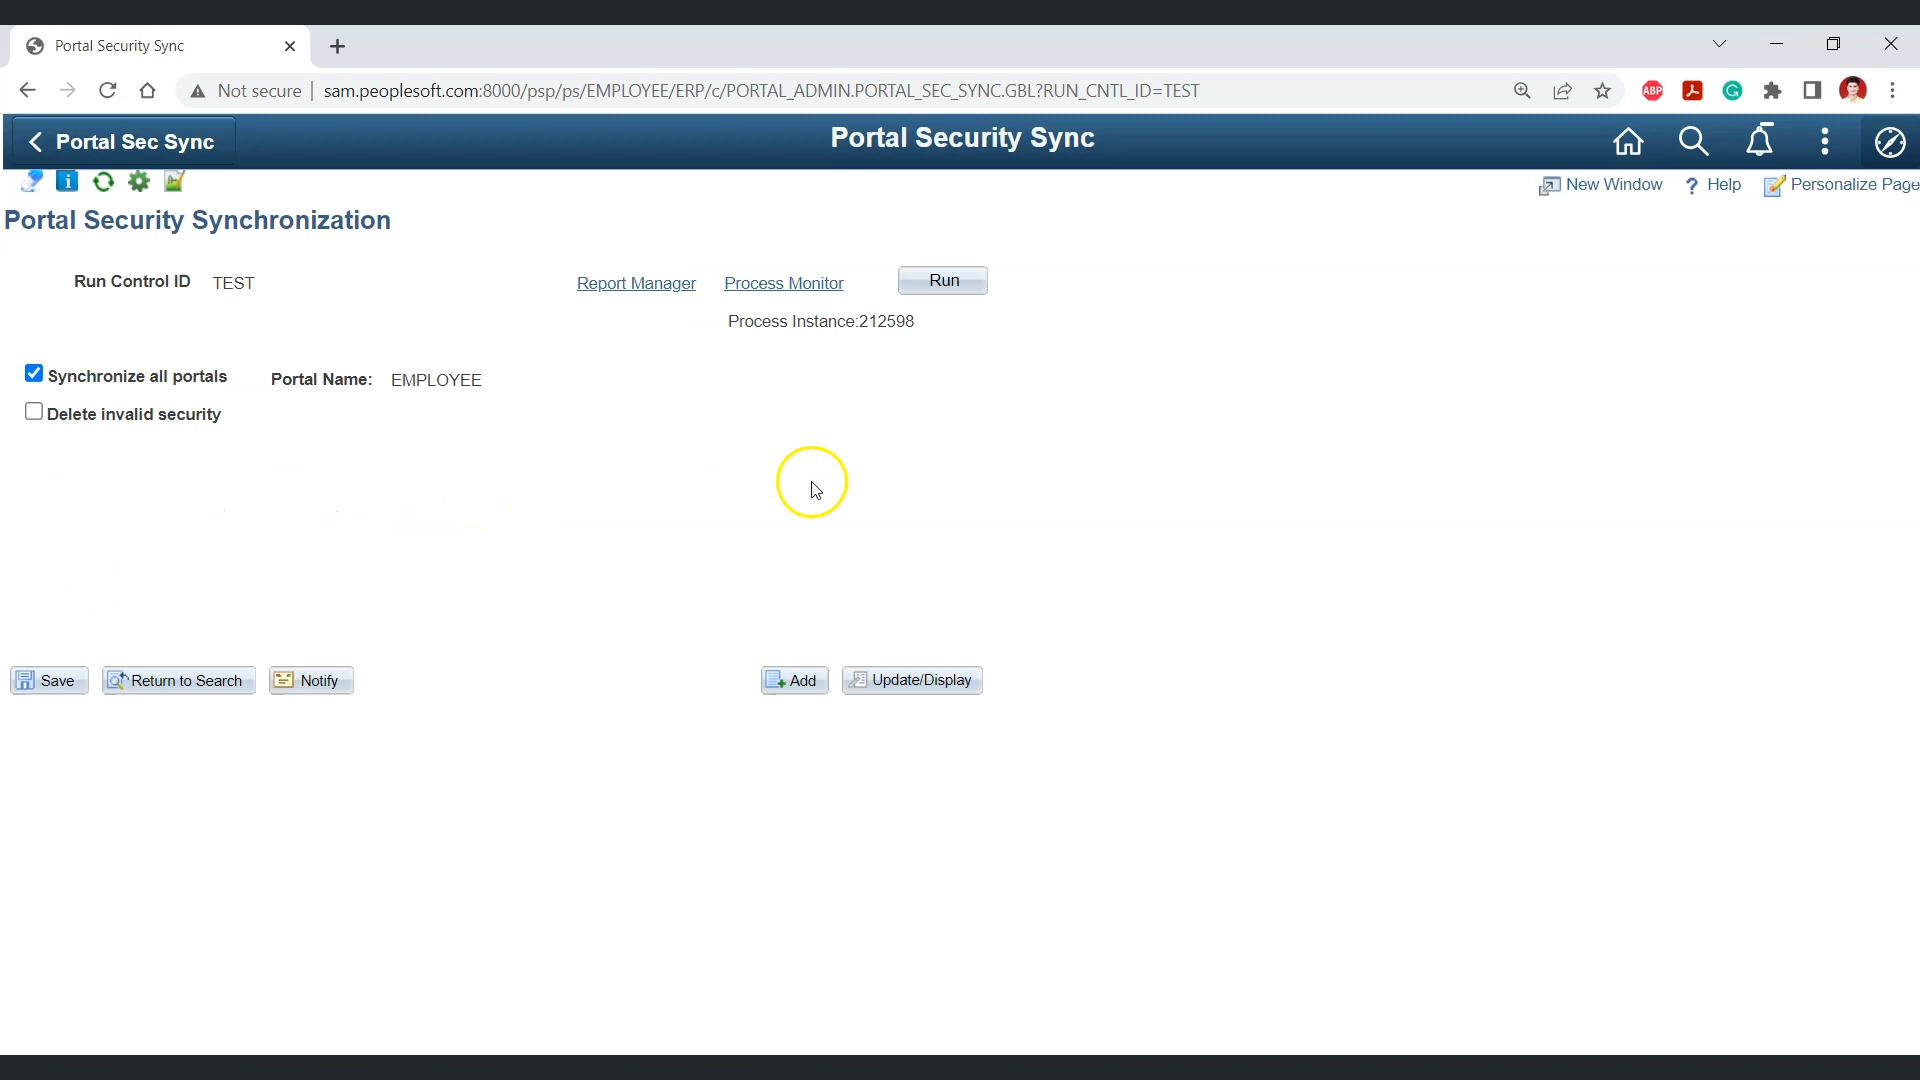 Portal Security Sync
Not secure | sam.peoplesoft.com:8000/psp/ps/EMPLOYEE/ERP/c/PORTAL_ADMIN.PORTAL_SEC_SYNC.GBL?RUN_CNTL_ID=TEST
ABP
Portal Sec Sync
Portal Security Sync
New Window
? Help
Personalize Page
Portal Security Synchronization
Run Control ID TEST
Report Manager
Process Monitor
Run
Process Instance:212598
Synchronize all portals
Portal Name: EMPLOYEE
Delete invalid security
Save
Return to Search
Notify
Add
Update/Display